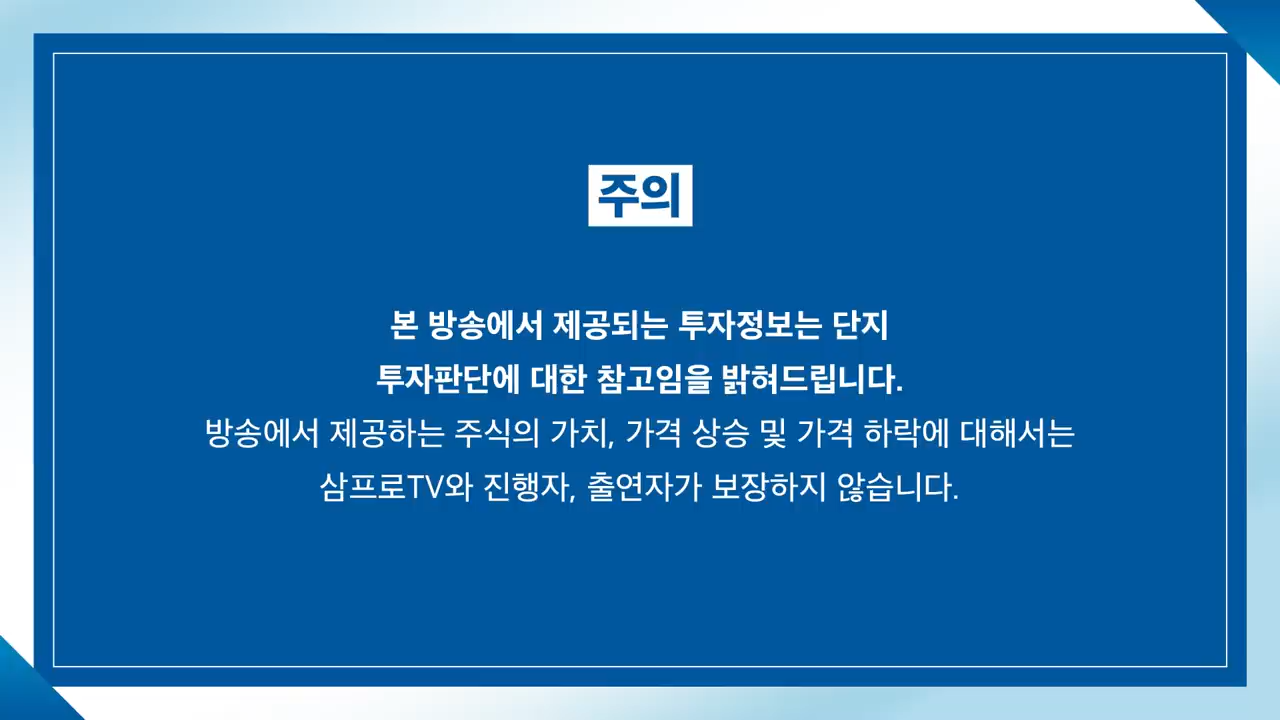 주의
본 방송에서 제공되는 투자정보는 단지
투자판단에 대한 참고임을 밝혀드립니다.
방송에서 제공하는 주식의 가치, 가격 상승 및 가격 하락에 대해서는
삼프로TV와 진행자, 출연자가 보장하지 않습니다.